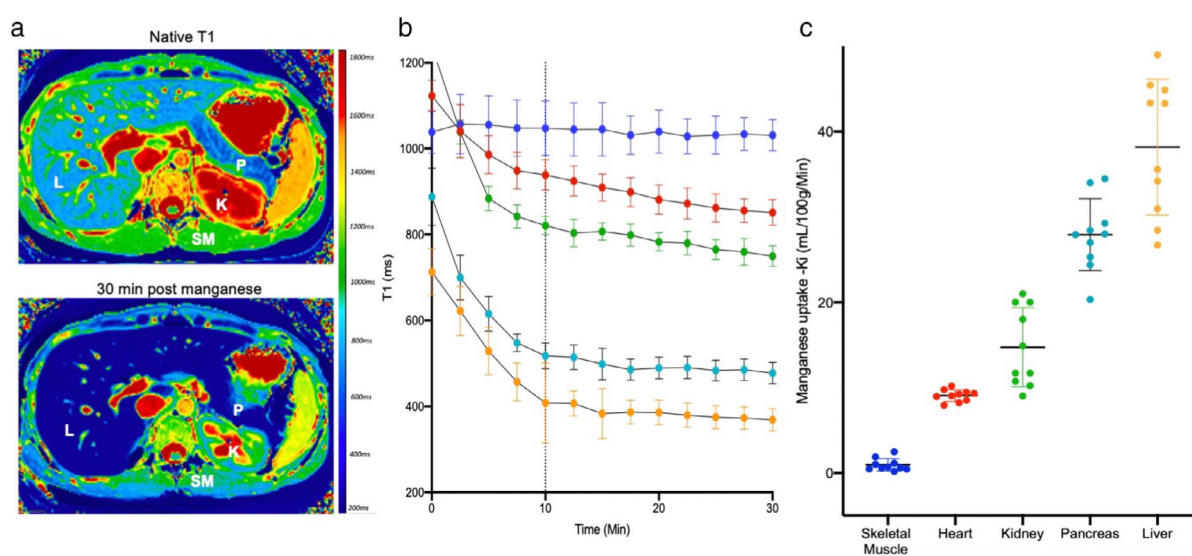 a
Native T1
L
P
K
SM
30 min post manganese
L
P
K
SM
1800ms
1600ms
1400ms
1200ms
1000ms
800ms
600ms
400ms
200ms
b
T1 (ms)
1200
1000
800
600
400
200
0
10
20
30
Time (Min)
c
Manganese uptake -Ki (mL/100g/Min)
40
20
0
Skeletal
Muscle
Heart
Kidney
Pancreas
Liver